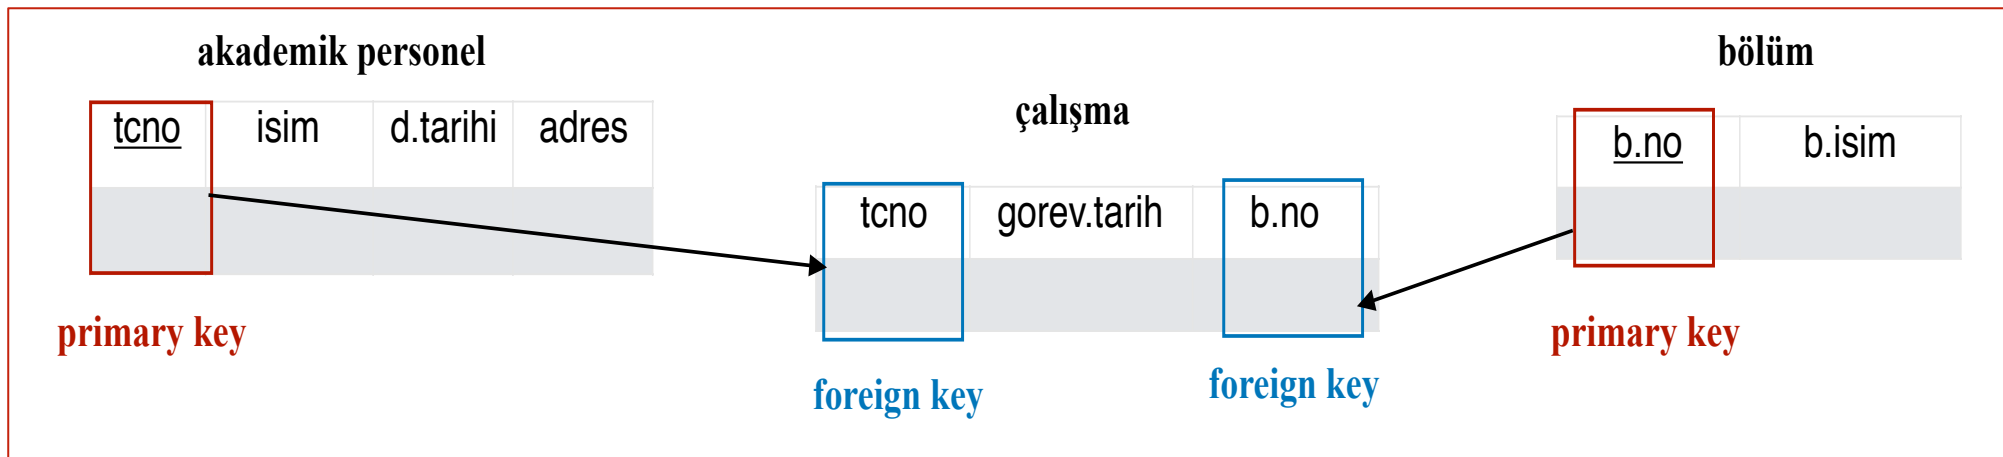 akademik personel
tcno isim d.tarihi adres
primary key
çalışma
tcno gorev.tarih b.no
foreign key
foreign key
bölüm
b.no b.isim
primary key